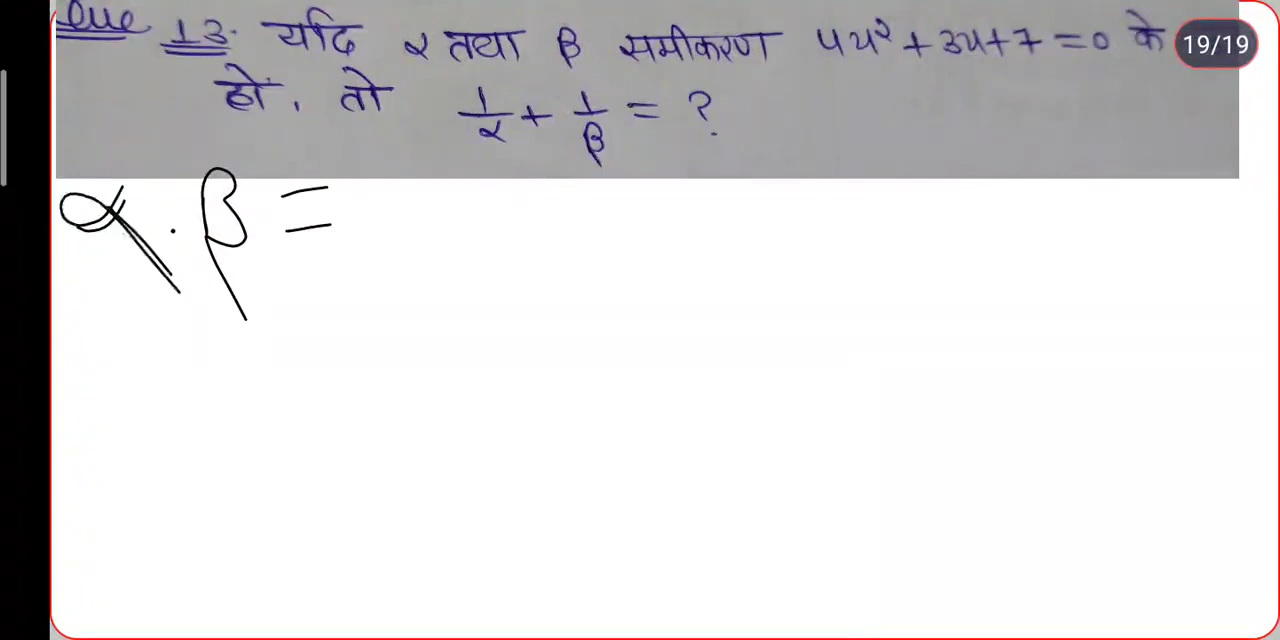 Que 13. यदि α तथा β समीकरण 4x² + 3x + 7 = 0 के
हों, तो 1/α + 1/β = ?
α . β =
19/19